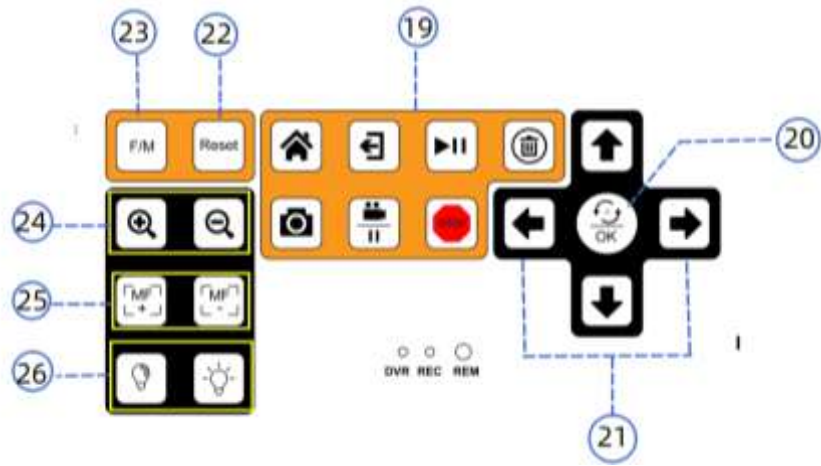 23 22 19
F/M Reset
20
OK
24
25 MF + MF -
26
DVR REC REM
21